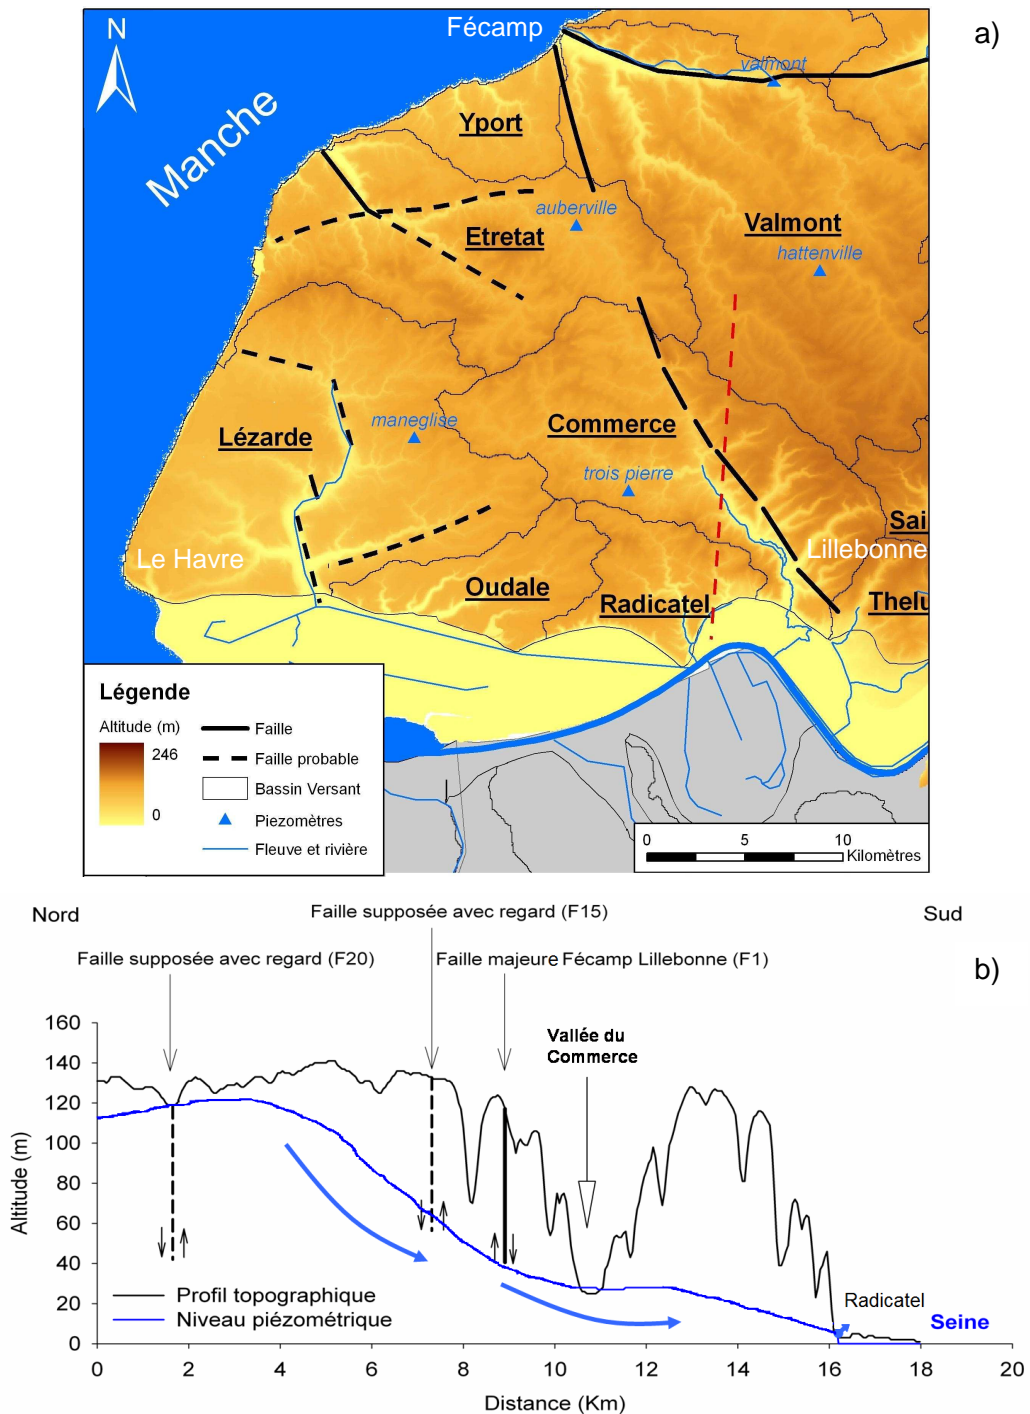 a)
N
Fécamp
valmont
Manche
Yport
auberville
Etretat
Valmont
hattenville
maneglise
Commerce
Lézarde
trois pierre
Sai
Le Havre
Lillebonne
Oudale
Radicatel
Thelu
Légende
Altitude (m)
246
0
Faille
Faille probable
Bassin Versant
Piezomètres
Fleuve et rivière
0 5 10
Kilomètres
Nord
Faille supposée avec regard (F15)
Sud
Faille supposée avec regard (F20)
Faille majeure Fécamp Lillebonne (F1)
b)
Vallée du
Commerce
160
140
120
100
80
60
40
20
0
Altitude (m)
Profil topographique
Niveau piézométrique
Radicatel
Seine
0 2 4 6 8 10 12 14 16 18 20
Distance (Km)